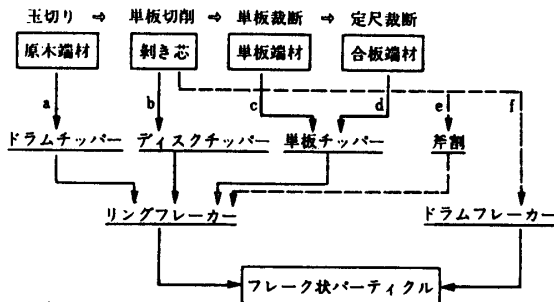 玉切り ⇨ 単板切削 ⇨ 単板裁断 ⇨ 定尺裁断
原木端材 剝き芯 単板端材 合板端材
a b c d e f
ドラムチッパー ディスクチッパー 単板チッパー 斧割
リングフレーカー ドラムフレーカー
フレーク状パーティクル